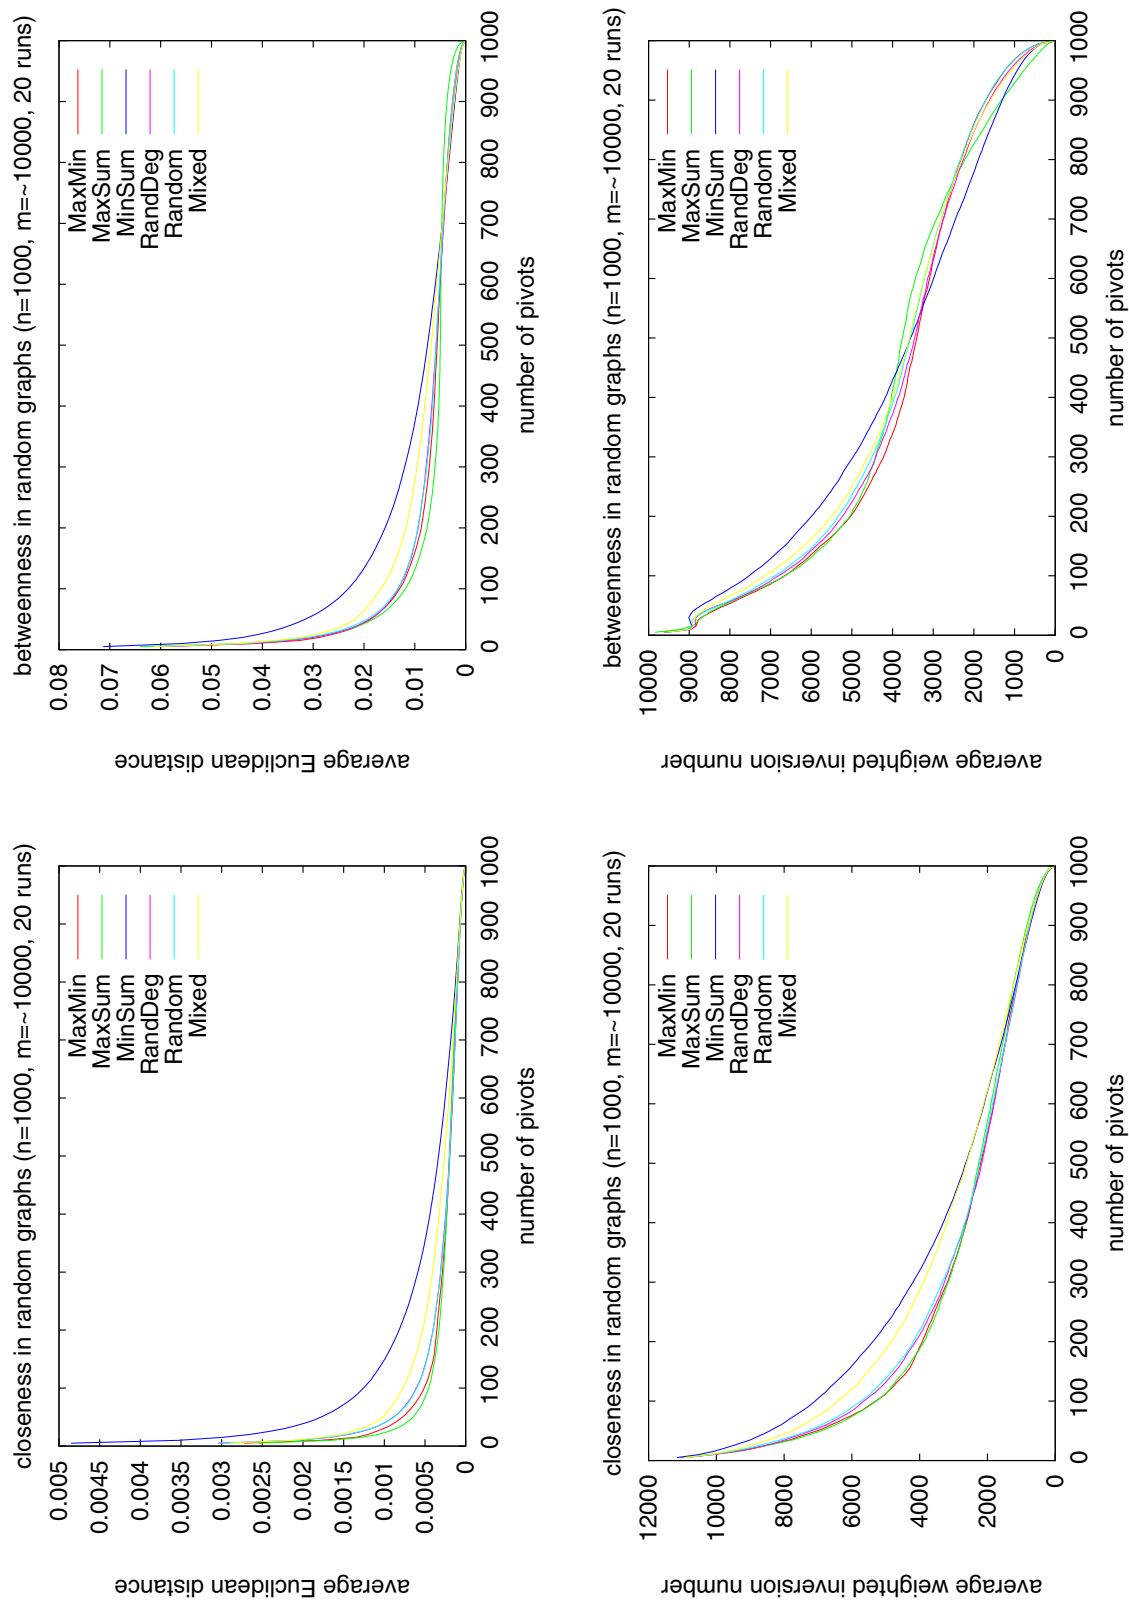 closeness in random graphs (n=1000, m=~10000, 20 runs)
average Euclidean distance
0.005
0.0045
0.004
0.0035
0.003
0.0025
0.002
0.0015
0.001
0.0005
0
MaxMin
MaxSum
MinSum
RandDeg
Random
Mixed
0 100 200 300 400 500 600 700 800 900 1000
number of pivots
betweenness in random graphs (n=1000, m=~10000, 20 runs)
average Euclidean distance
0.08
0.07
0.06
0.05
0.04
0.03
0.02
0.01
0
MaxMin
MaxSum
MinSum
RandDeg
Random
Mixed
0 100 200 300 400 500 600 700 800 900 1000
number of pivots
closeness in random graphs (n=1000, m=~10000, 20 runs)
average weighted inversion number
12000
10000
8000
6000
4000
2000
0
MaxMin
MaxSum
MinSum
RandDeg
Random
Mixed
0 100 200 300 400 500 600 700 800 900 1000
number of pivots
betweenness in random graphs (n=1000, m=~10000, 20 runs)
average weighted inversion number
10000
9000
8000
7000
6000
5000
4000
3000
2000
1000
0
MaxMin
MaxSum
MinSum
RandDeg
Random
Mixed
0 100 200 300 400 500 600 700 800 900 1000
number of pivots